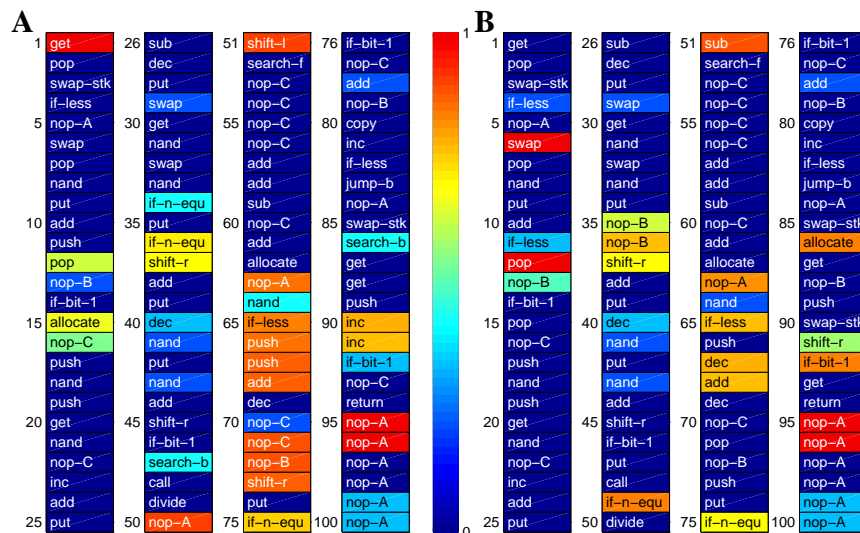 A
1 get
pop
swap−stk
if−less
5 nop−A
swap
pop
nand
put
10 add
push
pop
nop−B
if−bit−1
15 allocate
nop−C
push
nand
push
20 get
nand
nop−C
inc
add
25 put
26 sub
dec
put
swap
30 get
nand
swap
nand
if−n−equ
35 put
if−n−equ
shift−r
add
put
40 dec
nand
put
nand
add
45 shift−r
if−bit−1
search−b
call
divide
50 nop−A
51 shift−l
search−f
nop−C
nop−C
55 nop−C
nop−C
add
add
sub
60 nop−C
add
allocate
nop−A
nand
65 if−less
push
push
add
dec
70 nop−C
nop−C
nop−B
shift−r
put
75 if−n−equ
76 if−bit−1
nop−C
add
nop−B
80 copy
inc
if−less
jump−b
nop−A
85 swap−stk
search−b
get
get
push
90 inc
inc
if−bit−1
nop−C
return
95 nop−A
nop−A
nop−A
nop−A
nop−A
100 nop−A
1
0
B
1 get
pop
swap−stk
if−less
5 nop−A
swap
pop
nand
put
10 add
if−less
pop
nop−B
if−bit−1
15 pop
nop−C
push
nand
push
20 get
nand
nop−C
inc
add
25 put
26 sub
dec
put
swap
30 get
nand
swap
nand
put
35 nop−B
nop−B
shift−r
add
put
40 dec
nand
put
nand
add
45 shift−r
if−bit−1
put
call
if−n−equ
50 divide
51 sub
search−f
nop−C
nop−C
55 nop−C
nop−C
add
add
sub
60 nop−C
add
allocate
nop−A
nand
65 if−less
push
dec
add
dec
70 nop−C
pop
nop−B
push
put
75 if−n−equ
76 if−bit−1
nop−C
add
nop−B
80 copy
inc
if−less
jump−b
nop−A
85 swap−stk
allocate
get
nop−B
push
90 swap−stk
shift−r
if−bit−1
get
return
95 nop−A
nop−A
nop−A
nop−A
nop−A
100 nop−A